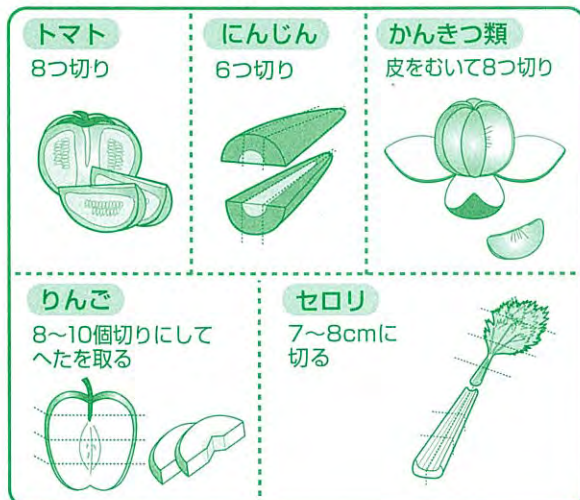 トマト
8つ切り
にんじん
6つ切り
かんきつ類
皮をむいて8つ切り
りんご
8〜10個切りにして
へたを取る
セロリ
7〜8cmに
切る